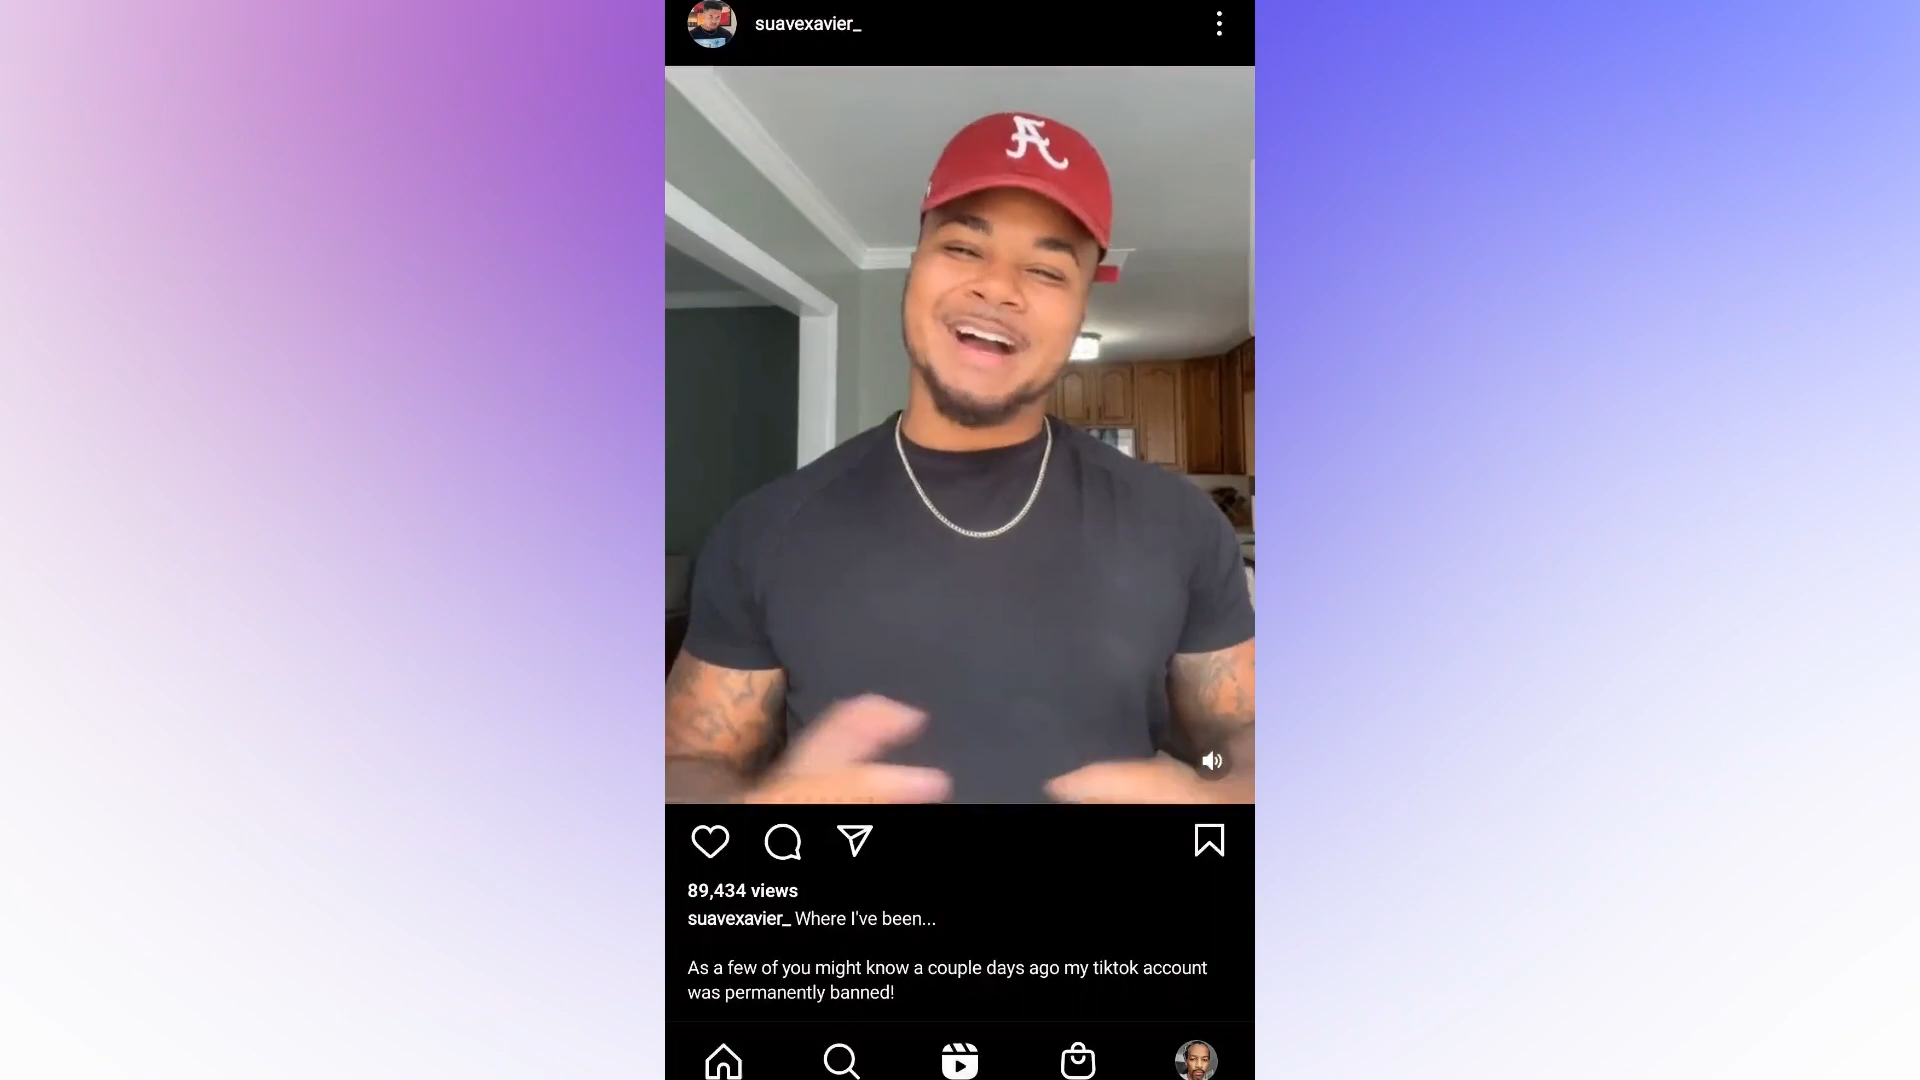 suavexavier_
A
89,434 views
suavexavier_ Where I've been...
As a few of you might know a couple days ago my tiktok account
was permanently banned!